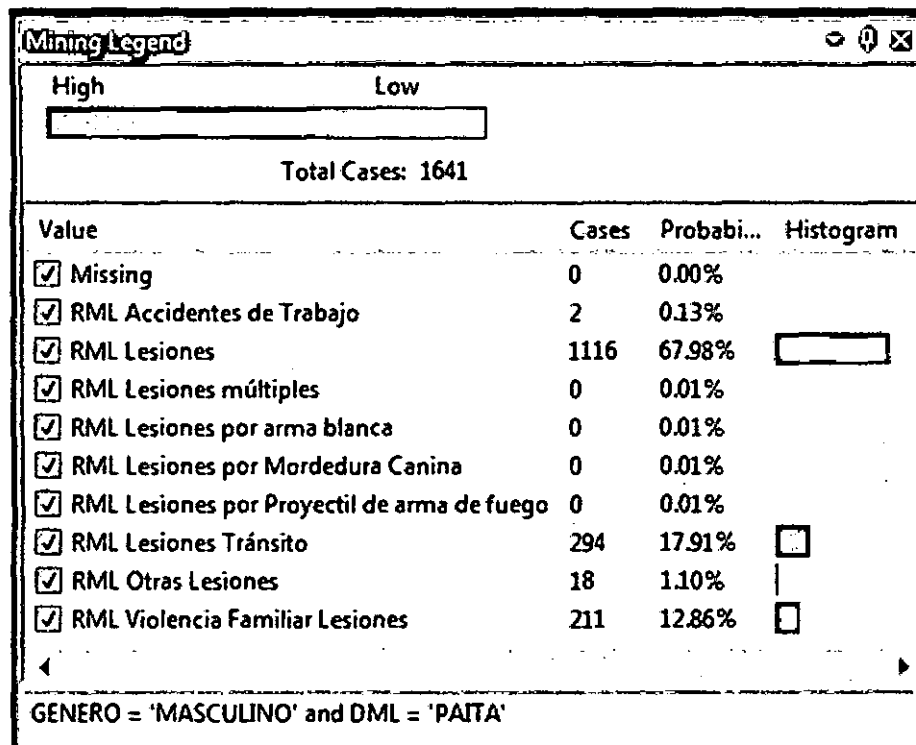 Mining Legend
High Low
Total Cases: 1641
Value Cases Probabi... Histogram
Missing 0 0.00%
RML Accidentes de Trabajo 2 0.13%
RML Lesiones 1116 67.98%
RML Lesiones múltiples 0 0.01%
RML Lesiones por arma blanca 0 0.01%
RML Lesiones por Mordedura Canina 0 0.01%
RML Lesiones por Proyectil de arma de fuego 0 0.01%
RML Lesiones Tránsito 294 17.91%
RML Otras Lesiones 18 1.10%
RML Violencia Familiar Lesiones 211 12.86%
GENERO = 'MASCULINO' and DML = 'PAITA'